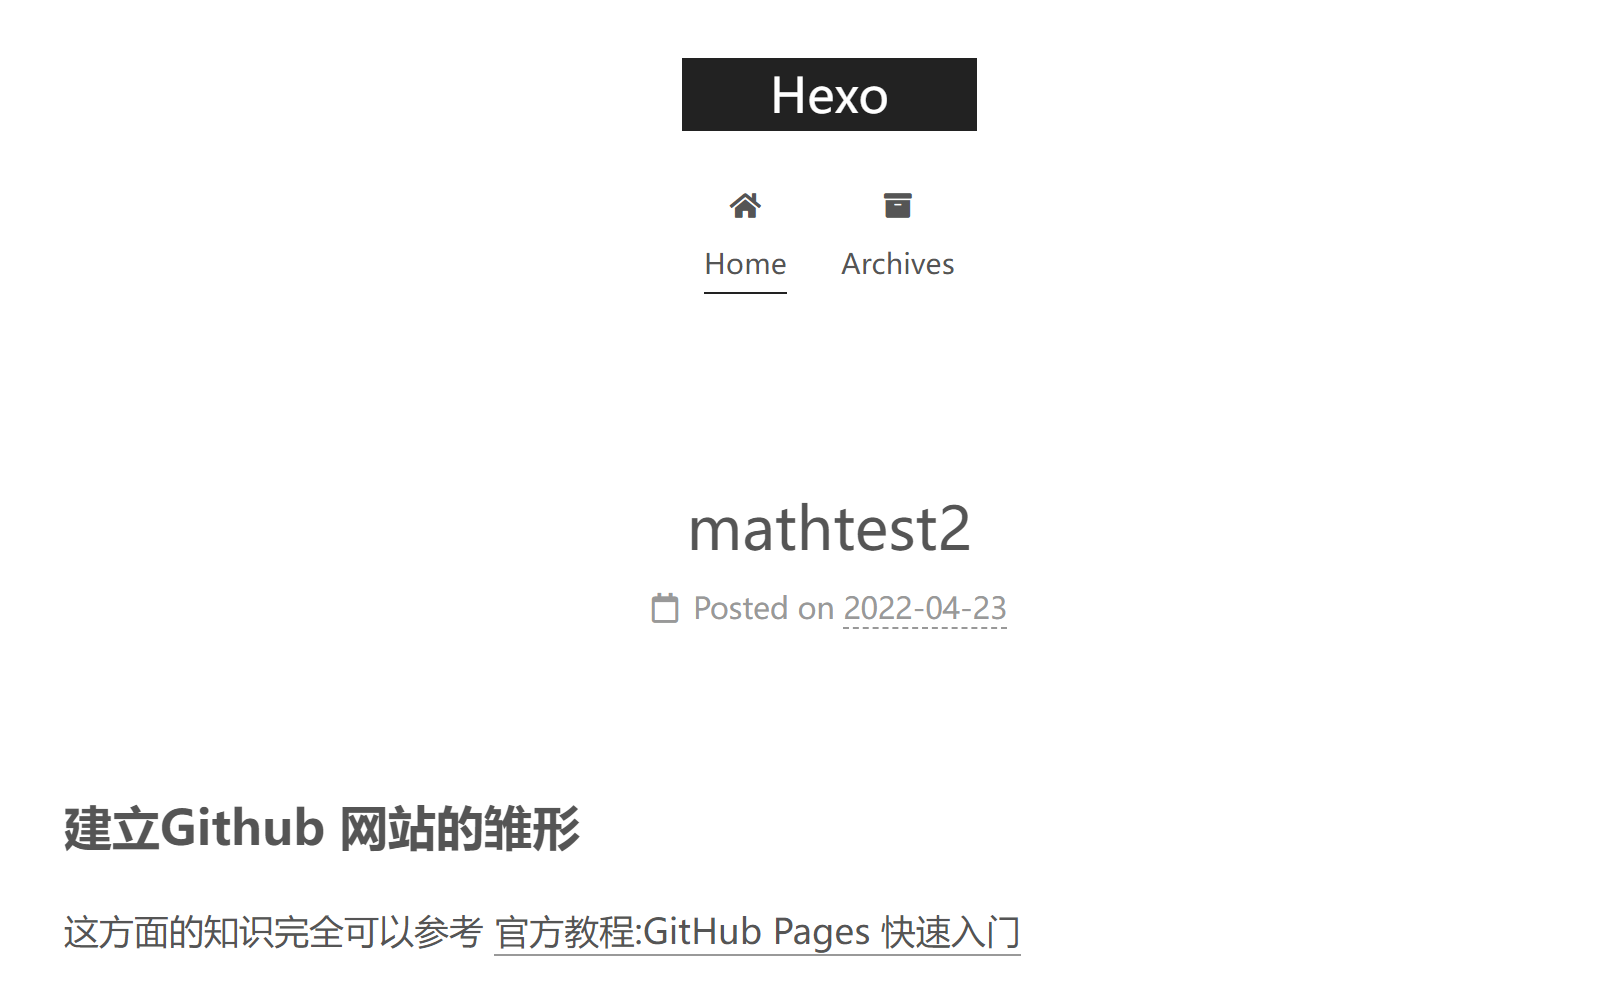 Hexo
Home Archives
mathtest2
Posted on 2022-04-23
建立Github 网站的雏形
这方面的知识完全可以参考 官方教程:GitHub Pages 快速入门